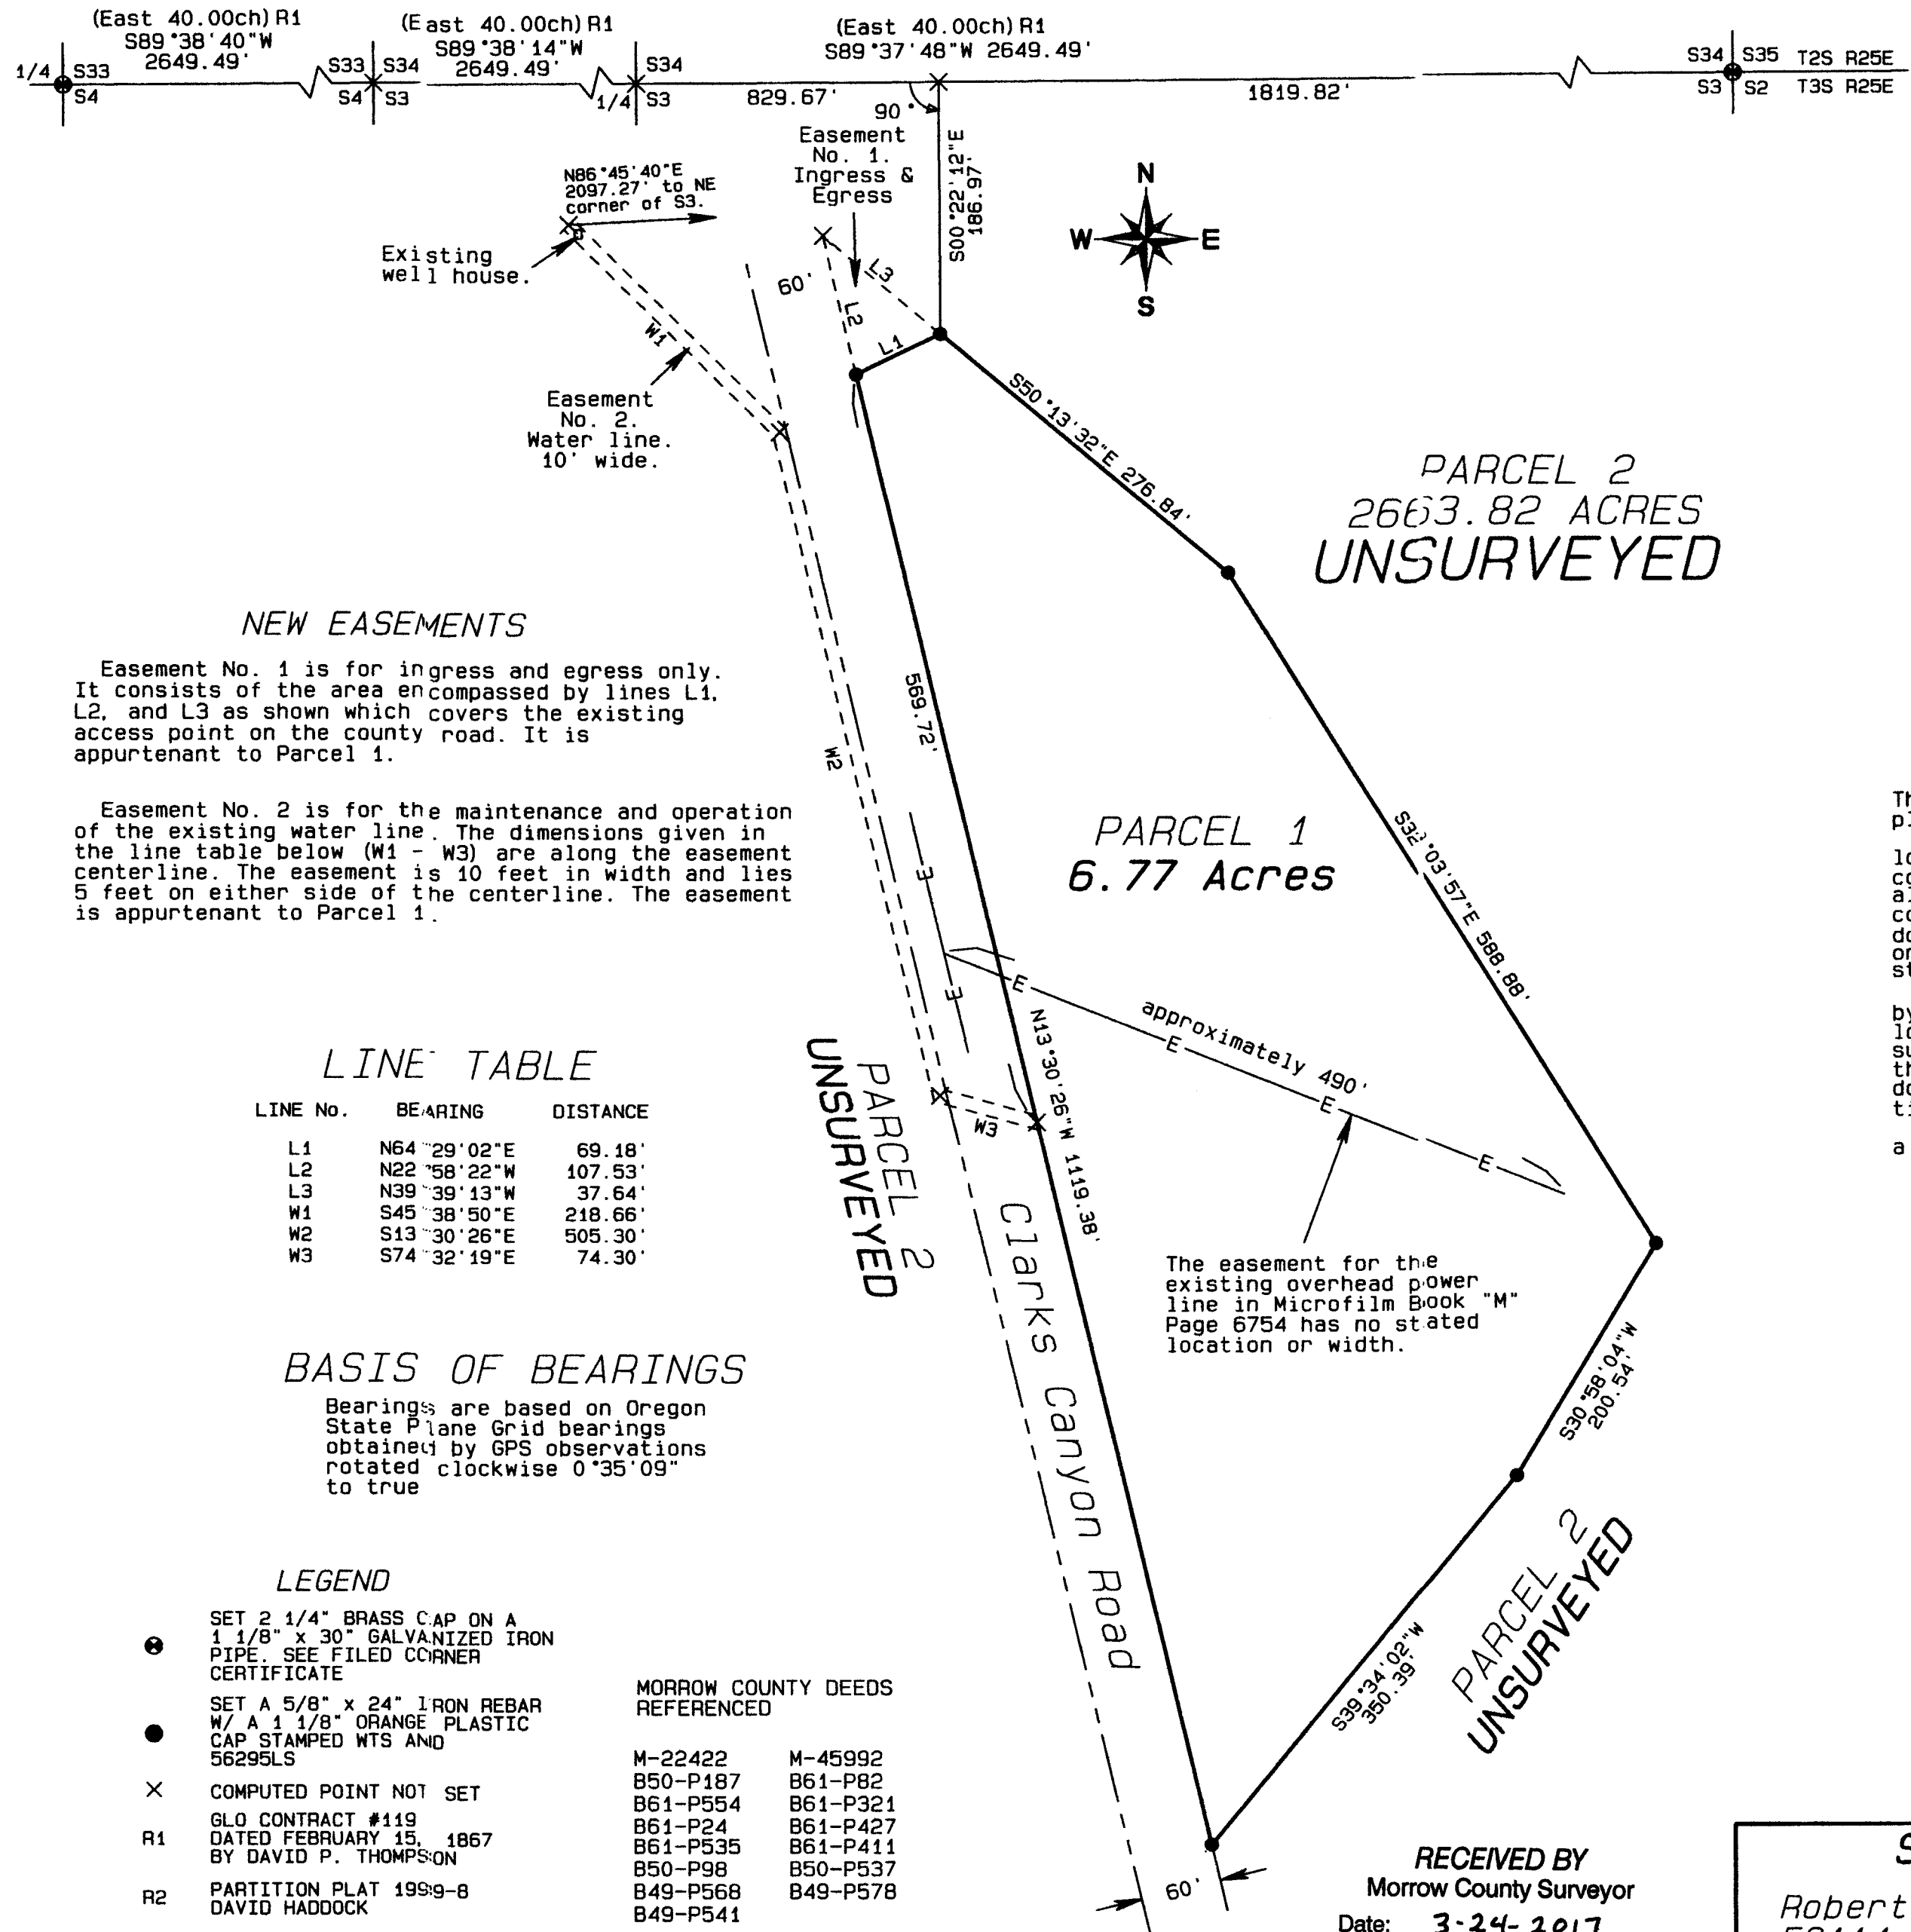 (East 40.00ch)R1
S89°38'40"W
2649.49'
(East 40.00ch)R1
S89°38'14"W
2649.49'
(East 40.00ch)R1
S89°37'48"W 2649.49'
1/4 S33
S4
S33 S34
S4 S3
S34
1/4 S3
829.67'
90°
1819.82'
S34 S35 T2S R25E
S3 S2 T3S R25E
S00°22'12"E
186.97'
Easement
No. 1.
Ingress &
Egress
N86°45'40"E
2097.27' to NE
corner of S3.
Existing
well house.
N
W E
S
60'
L3
L2
L1
W1
Easement
No. 2.
Water line.
10' wide.
S50°13'32"E 276.84'
PARCEL 2
2663.82 ACRES
UNSURVEYED
NEW EASEMENTS
Easement No. 1 is for ingress and egress only.
It consists of the area encompassed by lines L1,
L2, and L3 as shown which covers the existing
access point on the county road. It is
appurtenant to Parcel 1.
Easement No. 2 is for the maintenance and operation
of the existing water line. The dimensions given in
the line table below (W1 - W3) are along the easement
centerline. The easement is 10 feet in width and lies
5 feet on either side of the centerline. The easement
is appurtenant to Parcel 1.
569.72'
W2
PARCEL 1
6.77 Acres
S32°03'57"E 588.88'
E
E
E
approximately 490'
E
E
E
N13°30'26"W 1119.38'
W3
PARCEL 2
UNSURVEYED
LINE TABLE
LINE No. BEARING DISTANCE
L1 N64°29'02"E 69.18'
L2 N22°58'22"W 107.53'
L3 N39°39'13"W 37.64'
W1 S45°38'50"E 218.66'
W2 S13°30'26"E 505.30'
W3 S74°32'19"E 74.30'
Clarks Canyon Road
The easement for the
existing overhead power
line in Microfilm Book "M"
Page 6754 has no stated
location or width.
S30°58'04"W
200.54'
BASIS OF BEARINGS
Bearings are based on Oregon
State Plane Grid bearings
obtained by GPS observations
rotated clockwise 0°35'09"
to true
PARCEL 2
UNSURVEYED
S39°34'02"W
350.39'
LEGEND
SET 2 1/4" BRASS CAP ON A
1 1/8" x 30" GALVANIZED IRON
PIPE. SEE FILED CORNER
CERTIFICATE
SET A 5/8" x 24" IRON REBAR
W/ A 1 1/8" ORANGE PLASTIC
CAP STAMPED WTS AND
56295LS
COMPUTED POINT NOT SET
GLO CONTRACT #119
R1 DATED FEBRUARY 15, 1867
BY DAVID P. THOMPSON
R2 PARTITION PLAT 1999-8
DAVID HADDOCK
MORROW COUNTY DEEDS
REFERENCED
M-22422 M-45992
B50-P187 B61-P82
B61-P554 B61-P321
B61-P24 B61-P427
B61-P535 B61-P411
B50-P98 B50-P537
B49-P568 B49-P578
B49-P541
60'
RECEIVED BY
Morrow County Surveyor
Date: 3-24-2017
Robert